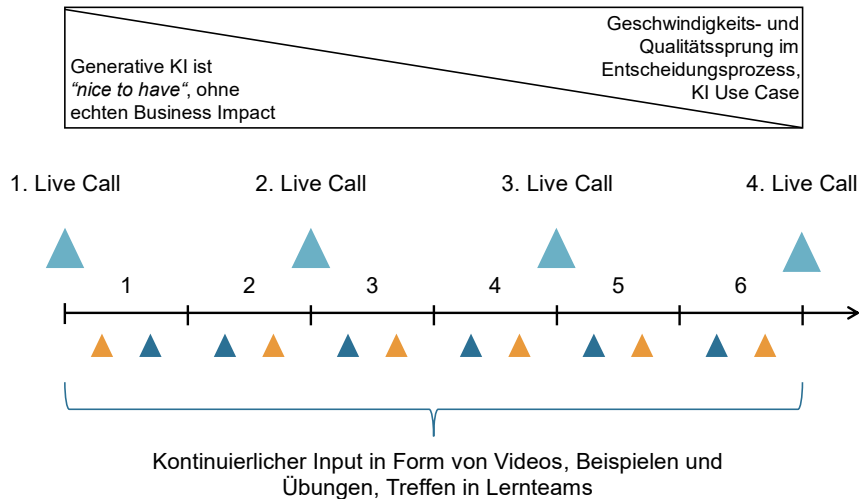 Generative KI ist
“nice to have“, ohne
echten Business Impact
Geschwindigkeits- und
Qualitätssprung im
Entscheidungsprozess,
KI Use Case
1. Live Call
2. Live Call
3. Live Call
4. Live Call
1
2
3
4
5
6
Kontinuierlicher Input in Form von Videos, Beispielen und
Übungen, Treffen in Lernteams